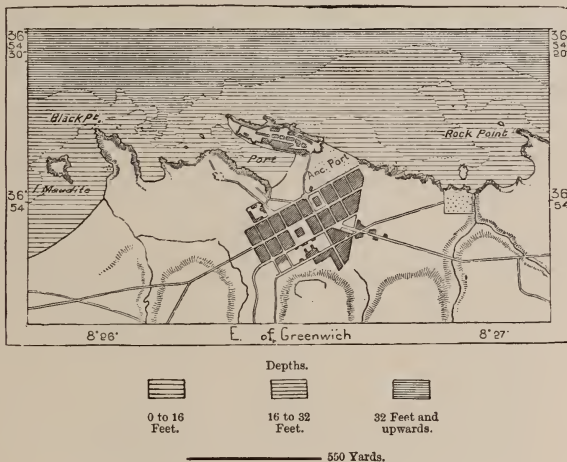 36°
54'
30"
36°
54'
20"
Black Pt.
Rock Point
Port
Anc. Port
I. Maudite
36°
54'
36°
54'
8°26'
E. of Greenwich
8°27'
Depths.
0 to 16
Feet.
16 to 32
Feet.
32 Feet and
upwards.
550 Yards.